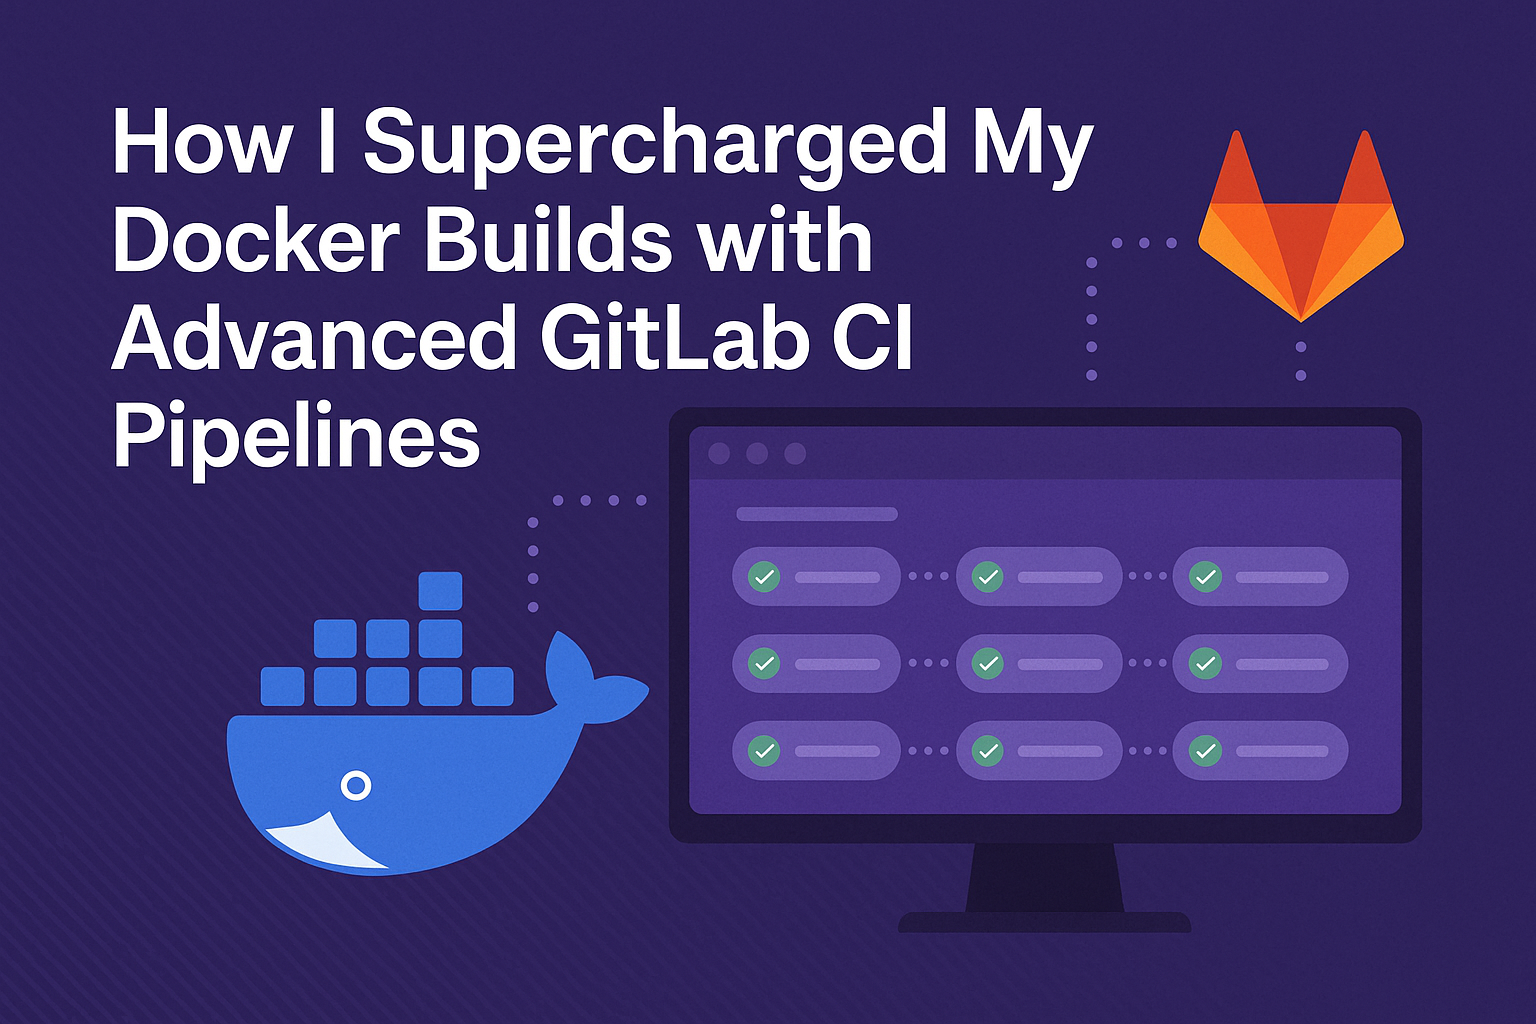 How I Supercharged My
Docker Builds with
Advanced GitLab CI
Pipelines